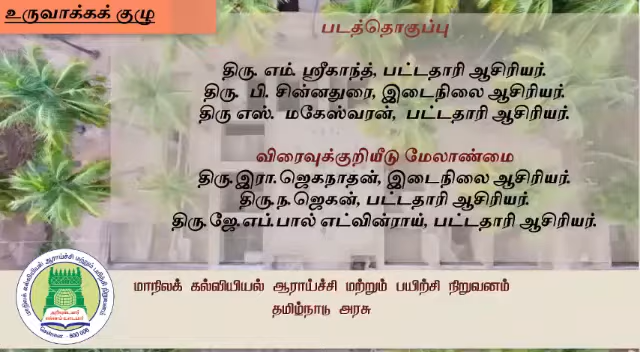 உருவாக்கக் குழு
படத்தொகுப்பு
திரு. எம். ஸ்ரீகாந்த், பட்டதாரி ஆசிரியர்.
திரு. பி. சின்னதுரை, இடைநிலை ஆசிரியர்.
திரு எஸ். மகேஸ்வரன், பட்டதாரி ஆசிரியர்.
விரைவுக்குறியீடு மேலாண்மை
திரு.இரா.ஜெகநாதன், இடைநிலை ஆசிரியர்.
திரு.ந.ஜெகன், பட்டதாரி ஆசிரியர்.
திரு.ஜே.எப்.பால் எட்வின்ராய், பட்டதாரி ஆசிரியர்.
மாநிலக் கல்வியியல் ஆராய்ச்சி மற்றும் பயிற்சி நிறுவனம்
தமிழ்நாடு அரசு